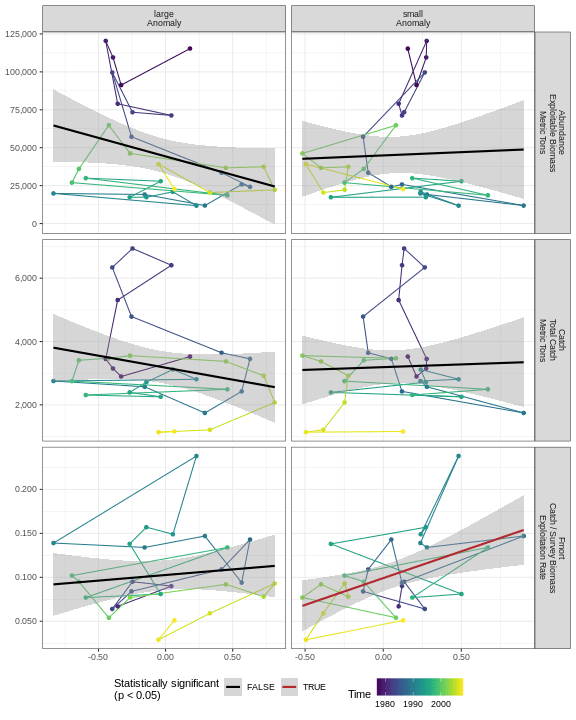 large
Anomaly
small
Anomaly
125,000
100,000
75,000
50,000
25,000
0
Abundance
Exploitable Biomass
Metric Tons
6,000
4,000
2,000
Catch
Total Catch
Metric Tons
0.200
0.150
0.100
0.050
Fmort
Catch / Survey Biomass
Exploitation Rate
-0.50 0.00 0.50
-0.50 0.00 0.50
Statistically significant
(p < 0.05)
FALSE TRUE
Time
1980 1990 2000